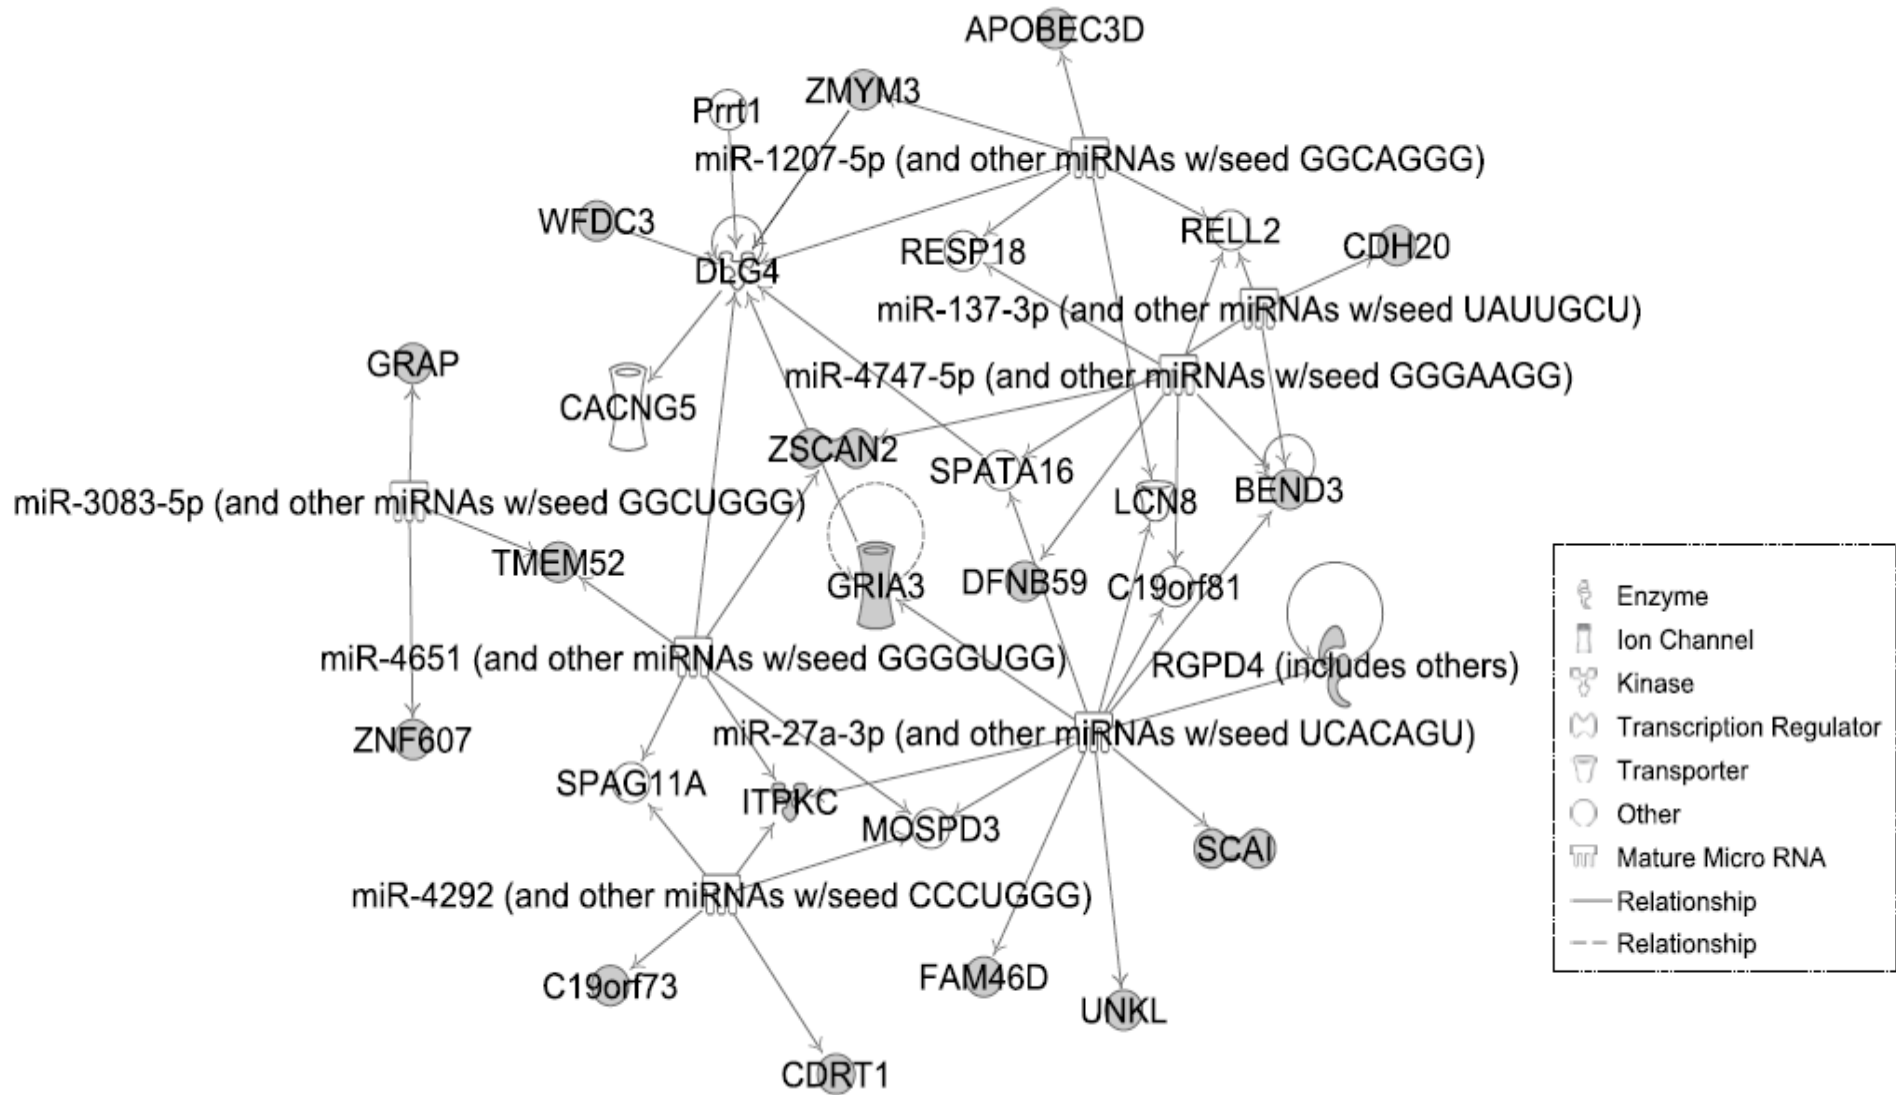 APOBEC3D
ZMYM3
Prrt1
miR-1207-5p (and other miRNAs w/seed GGCAGGG)
WFDC3
RELL2
RESP18
CDH20
DLG4
miR-137-3p (and other miRNAs w/seed UAUUGCU)
GRAP
miR-4747-5p (and other miRNAs w/seed GGGAAGG)
CACNG5
ZSCAN2
SPATA16
LCN8
BEND3
miR-3083-5p (and other miRNAs w/seed GGCUGGG)
TMEM52
GRIA3
DFNB59
C19orf81
miR-4651 (and other miRNAs w/seed GGGGUGG)
RGPD4 (includes others)
ZNF607
miR-27a-3p (and other miRNAs w/seed UCACAGU)
SPAG11A
ITPKC
MOSPD3
SCAI
miR-4292 (and other miRNAs w/seed CCCUGGG)
C19orf73
FAM46D
UNKL
CDRT1
Enzyme
Ion Channel
Kinase
Transcription Regulator
Transporter
Other
Mature Micro RNA
Relationship
Relationship